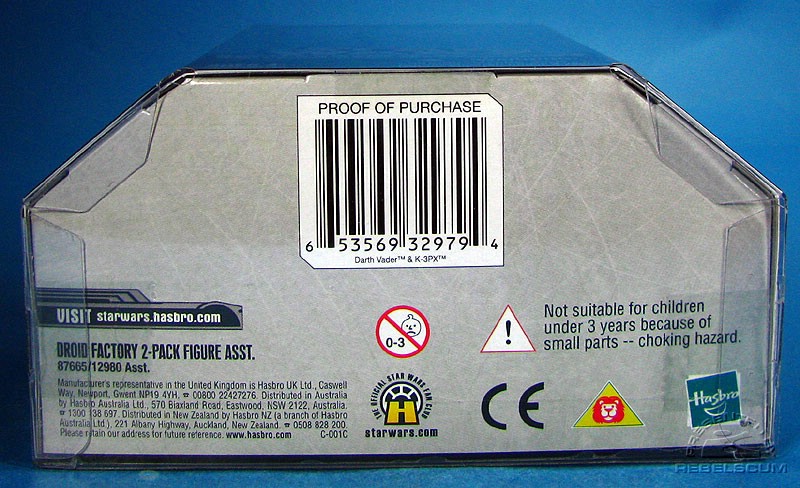 PROOF OF PURCHASE
6 53569 32979 4
Darth Vader™ & K-3PX™
VISIT starwars.hasbro.com
DROID FACTORY 2-PACK FIGURE ASST.
87665/12980 Asst.
Manufacturer's representative in the United Kingdom is Hasbro UK Ltd., Caswell
Way, Newport, Gwent NP19 4YH, ☎ 00800 22427276. Distributed in Australia
by Hasbro Australia Ltd., 570 Blaxland Road, Eastwood, NSW 2122, Australia.
☎ 1300 138 697. Distributed in New Zealand by Hasbro NZ (a branch of Hasbro
Australia Ltd.), 221 Albany Highway, Auckland, New Zealand. ☎ 0508 828 200.
Please retain our address for future reference. www.hasbro.com C-001C
0-3
THE OFFICIAL STAR WARS FAN CLUB
H
starwars.com
!
Not suitable for children
under 3 years because of
small parts -- choking hazard.
CE
Hasbro
REBELSCUM